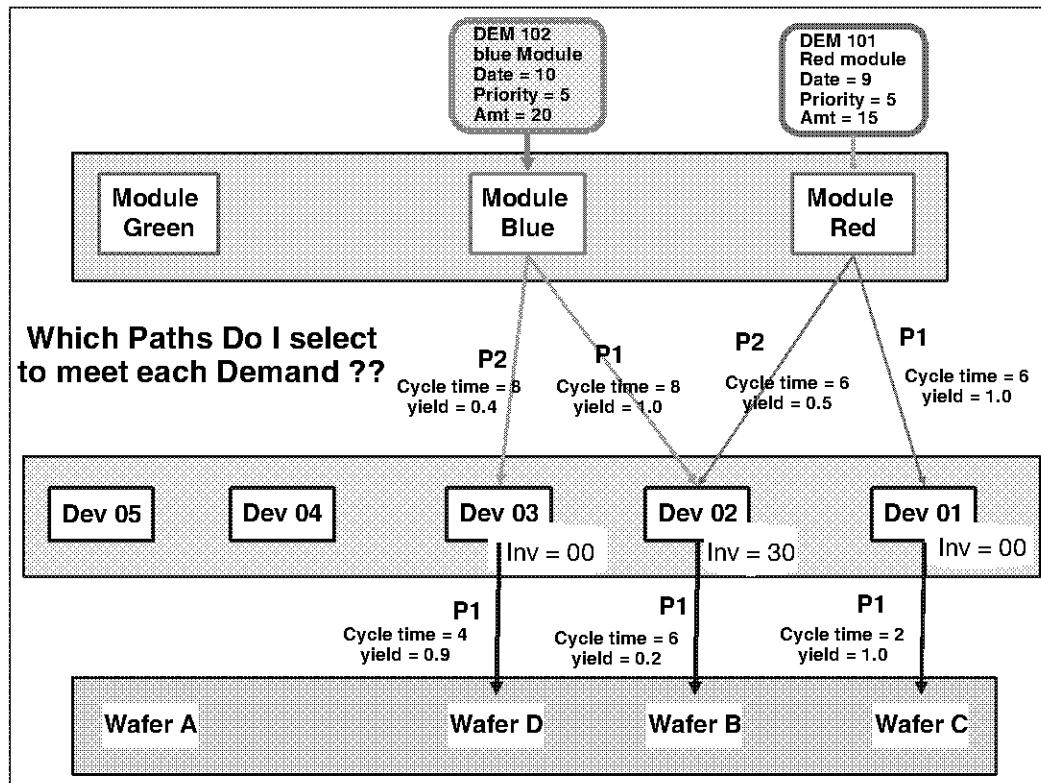 DEM 102
blue Module
Date = 10
Priority = 5
Amt = 20
DEM 101
Red module
Date = 9
Priority = 5
Amt = 15
Module
Green
Module
Blue
Module
Red
Which Paths Do I select
to meet each Demand ??
P2
Cycle time = 8
yield = 0.4
P1
Cycle time = 8
yield = 1.0
P2
Cycle time = 6
yield = 0.5
P1
Cycle time = 6
yield = 1.0
Dev 05
Dev 04
Dev 03
Inv = 00
Dev 02
Inv = 30
Dev 01
Inv = 00
P1
Cycle time = 4
yield = 0.9
P1
Cycle time = 6
yield = 0.2
P1
Cycle time = 2
yield = 1.0
Wafer A
Wafer D
Wafer B
Wafer C